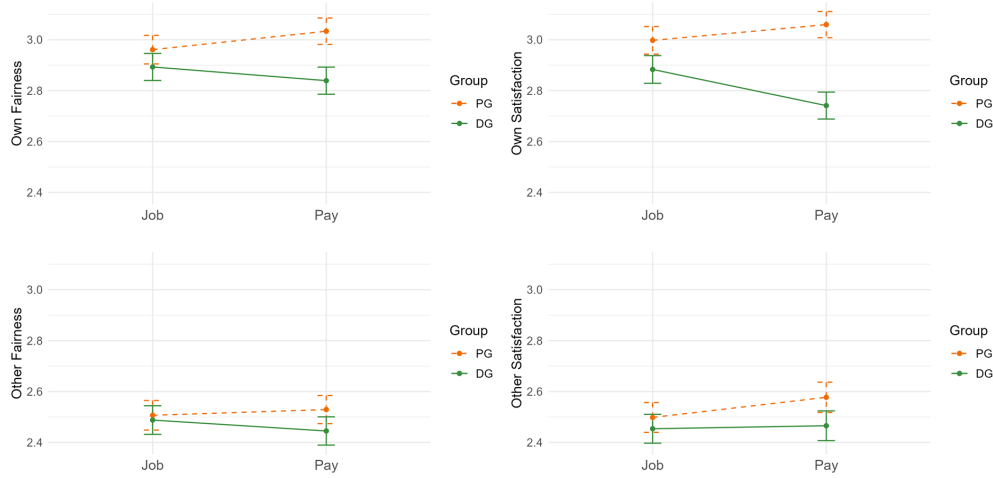 Own Fairness
3.0
2.8
2.6
2.4
Job Pay
Group
PG
DG
Own Satisfaction
3.0
2.8
2.6
2.4
Job Pay
Group
PG
DG
Other Fairness
3.0
2.8
2.6
2.4
Job Pay
Group
PG
DG
Other Satisfaction
3.0
2.8
2.6
2.4
Job Pay
Group
PG
DG